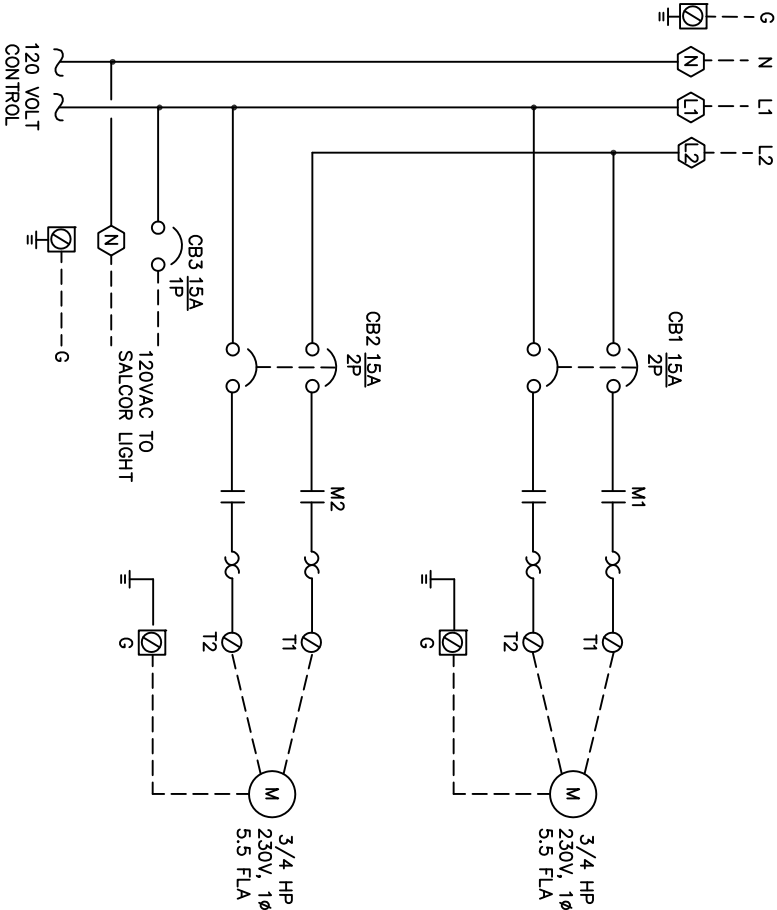 G
N
L1
L2
N
L1
L2
120 VOLT
CONTROL
CB1 15A
2P
M1
T1
T2
G
M
3/4 HP
230V, 1ø
5.5 FLA
CB2 15A
2P
M2
T1
T2
G
M
3/4 HP
230V, 1ø
5.5 FLA
CB3 15A
1P
N
G
120VAC TO
SALCOR LIGHT